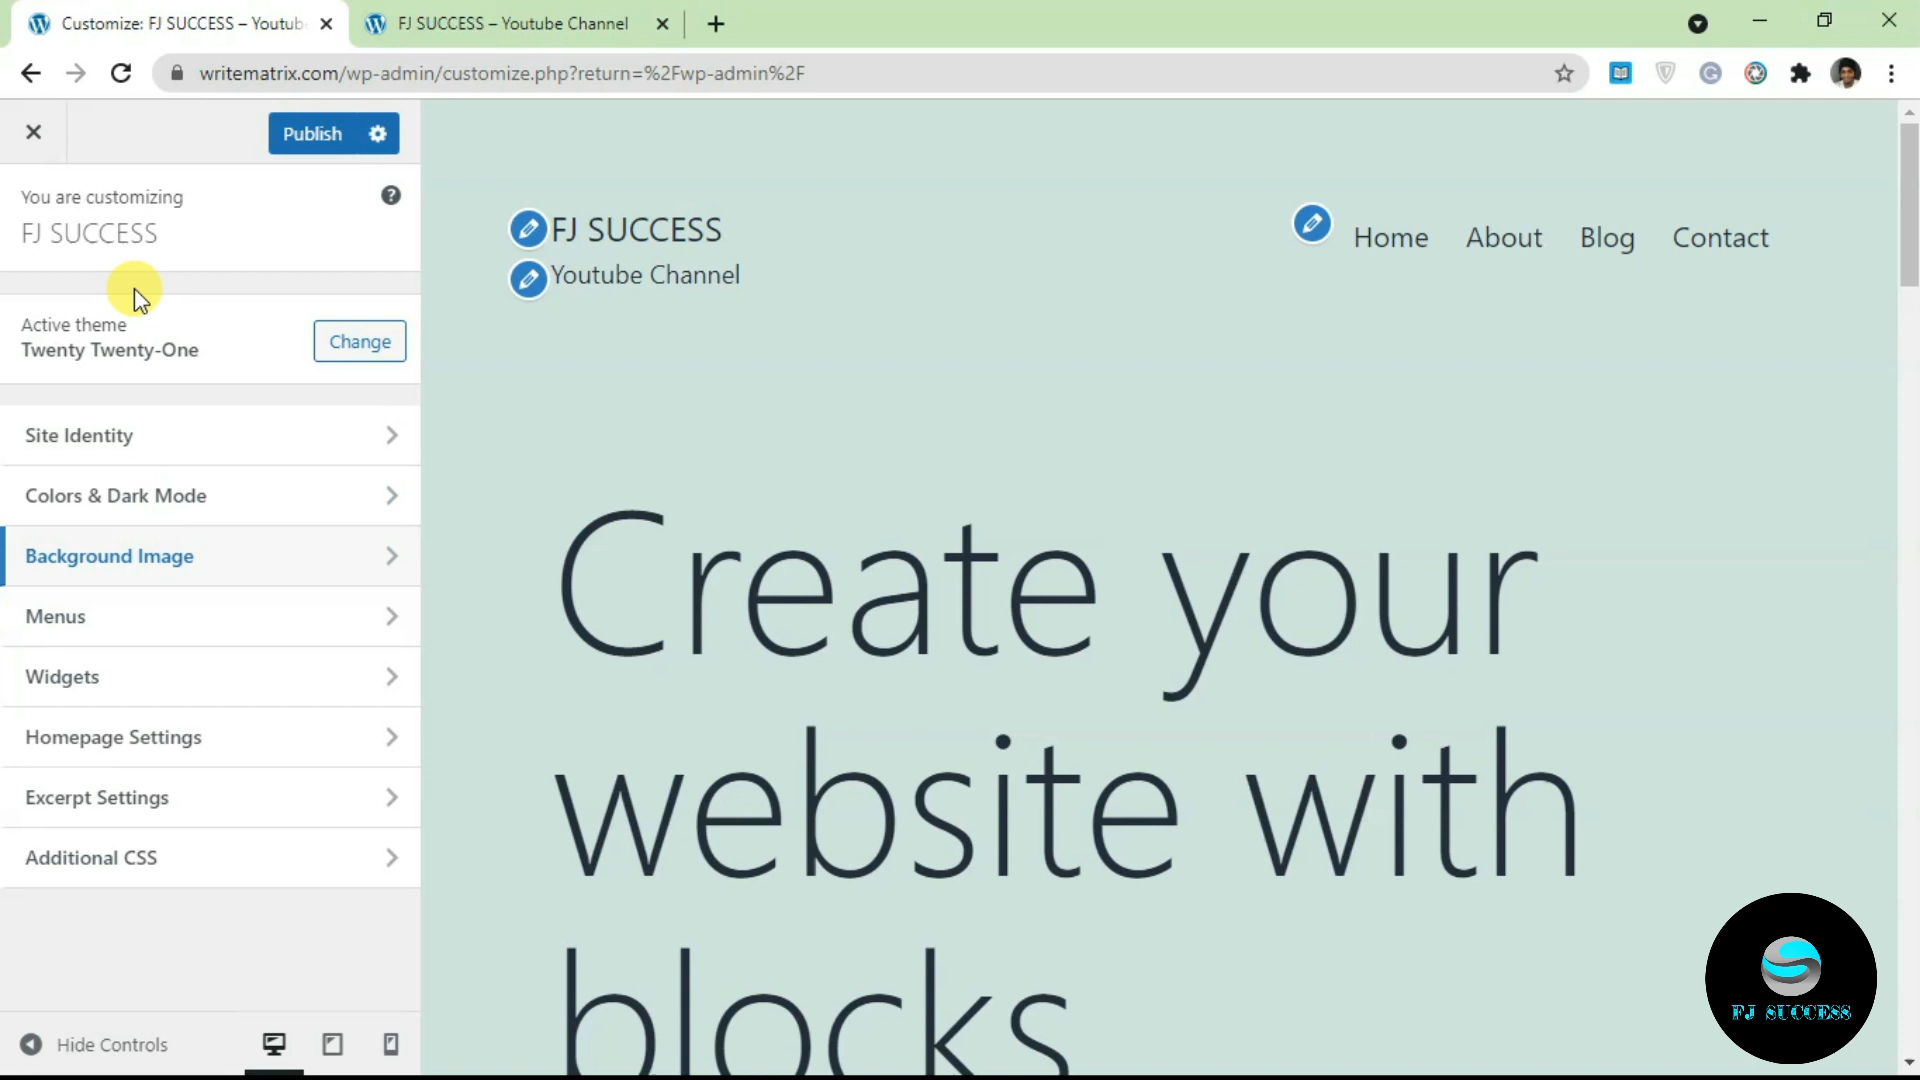 Customize: FJ SUCCESS – Youtub
FJ SUCCESS – Youtube Channel
writematrix.com/wp-admin/customize.php?return=%2Fwp-admin%2F
Publish
You are customizing
FJ SUCCESS
Active theme
Twenty Twenty-One
Change
Site Identity
Colors & Dark Mode
Background Image
Menus
Widgets
Homepage Settings
Excerpt Settings
Additional CSS
Hide Controls
FJ SUCCESS
Youtube Channel
Home About Blog Contact
Create your
website with
blocks
FJ SUCCESS